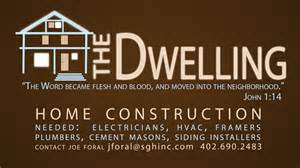 THE DWELLING
"THE WORD BECAME FLESH AND BLOOD, AND MOVED INTO THE NEIGHBORHOOD."
JOHN 1:14
HOME CONSTRUCTION
NEEDED: ELECTRICIANS, HVAC, FRAMERS
PLUMBERS, CEMENT MASONS, SIDING INSTALLERS
CONTACT JOE FORAL jforal@sghinc.com 402.690.2483